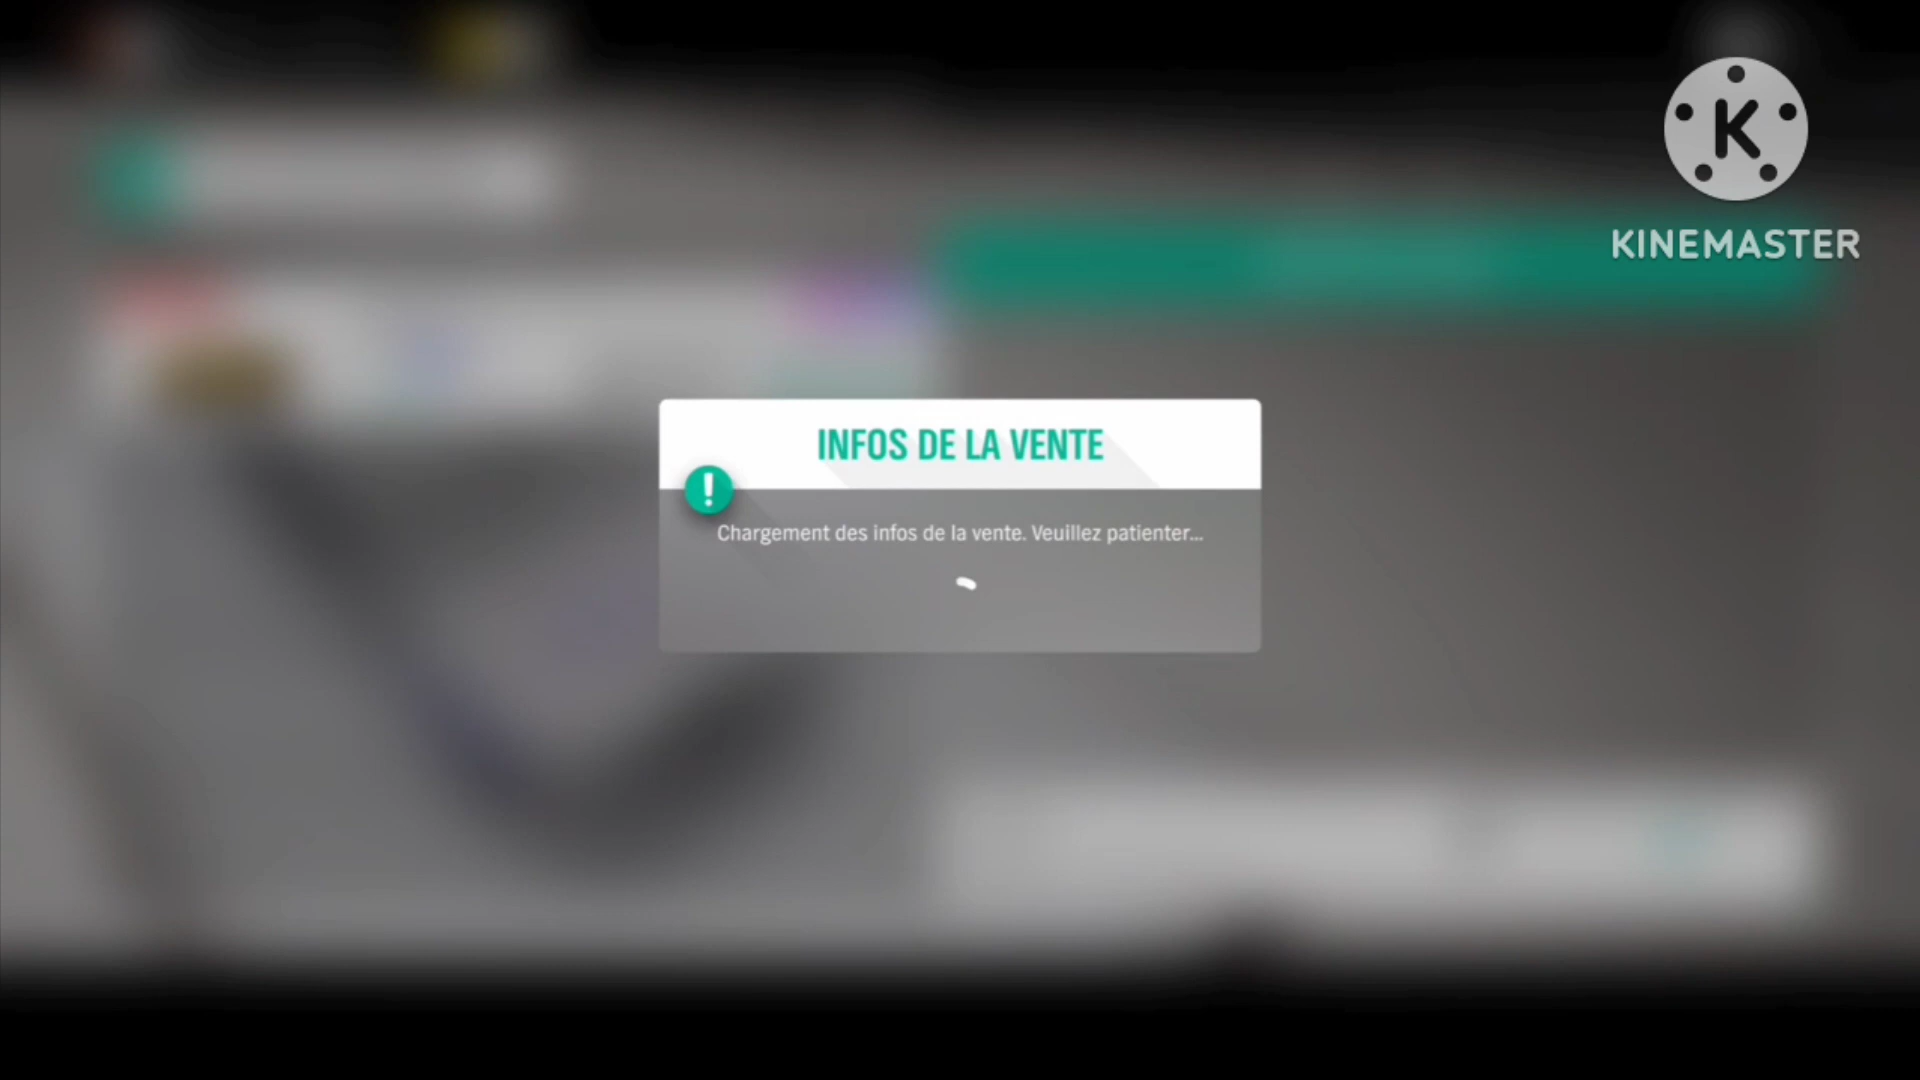 K
KINEMASTER
INFOS DE LA VENTE
!
Chargement des infos de la vente. Veuillez patienter...